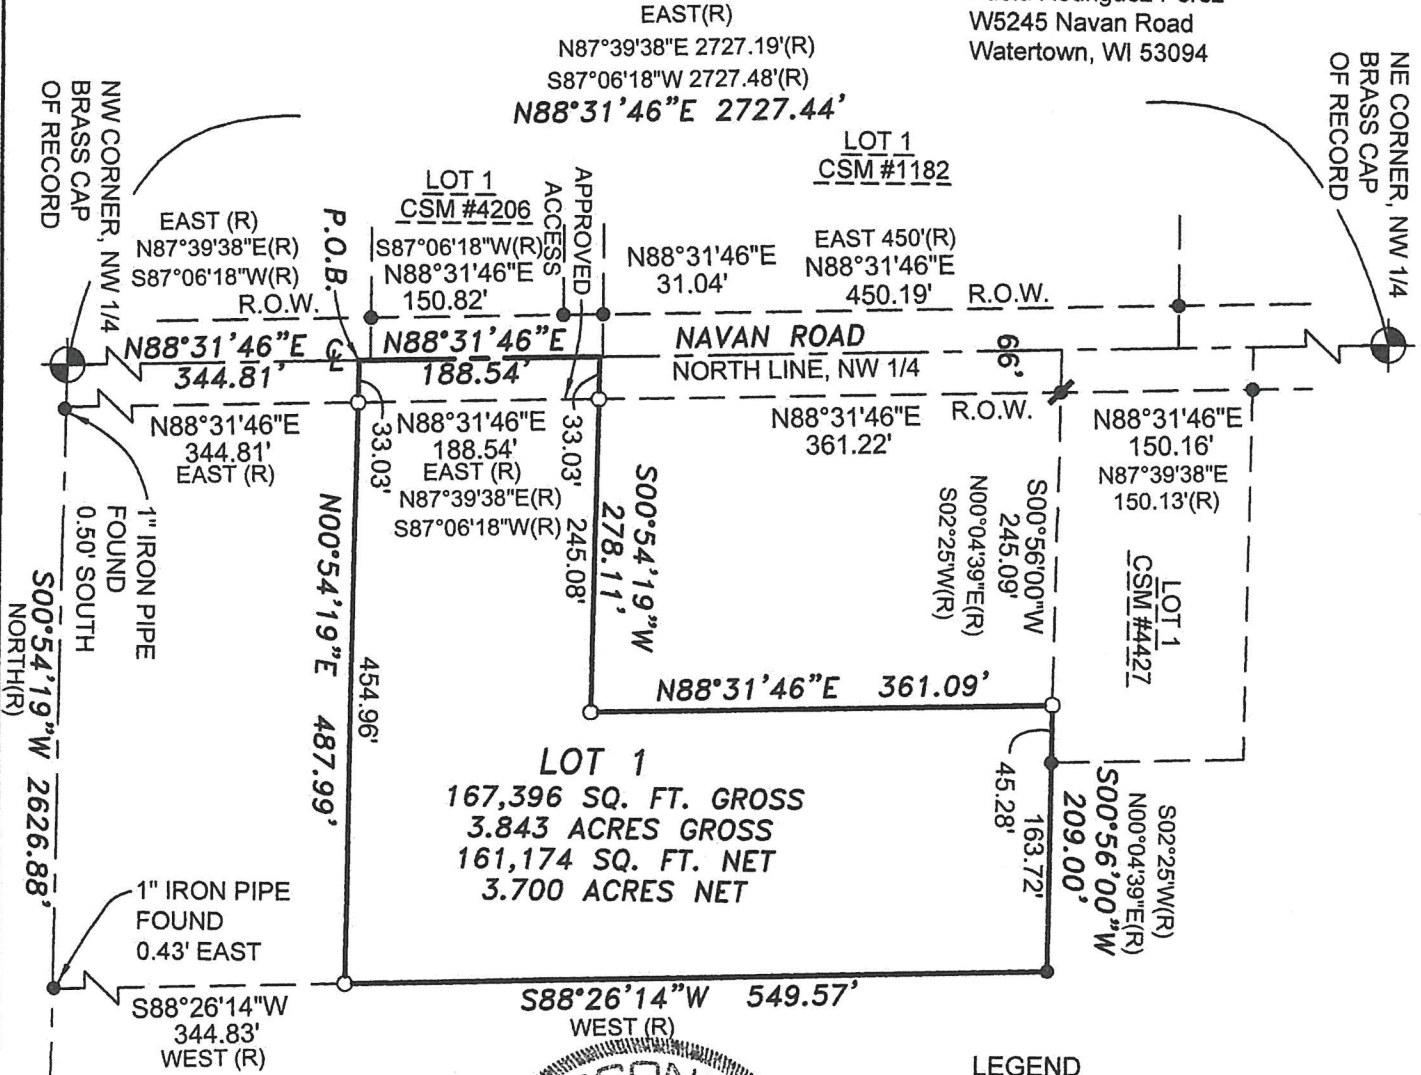 W5245 Navan Road
Watertown, WI 53094
EAST(R)
N87°39'38"E 2727.19'(R)
S87°06'18"W 2727.48'(R)
N88°31'46"E 2727.44'
NW CORNER, NW 1/4
BRASS CAP
OF RECORD
NE CORNER, NW 1/4
BRASS CAP
OF RECORD
LOT 1
CSM #1182
LOT 1
CSM #4206
APPROVED
ACCESS
P.O.B.
EAST (R)
N87°39'38"E(R)
S87°06'18"W(R)
R.O.W.
S87°06'18"W(R)
N88°31'46"E
150.82'
N88°31'46"E
31.04'
EAST 450'(R)
N88°31'46"E
450.19'
R.O.W.
N88°31'46"E
344.81'
N88°31'46"E
188.54'
NAVAN ROAD
NORTH LINE, NW 1/4
66'
N88°31'46"E
344.81'
EAST (R)
33.03'
N88°31'46"E
188.54'
EAST (R)
N87°39'38"E(R)
S87°06'18"W(R)
33.03'
245.08'
N88°31'46"E
361.22'
R.O.W.
N88°31'46"E
150.16'
N87°39'38"E
150.13'(R)
1" IRON PIPE
FOUND
0.50' SOUTH
S00°54'19"W 2626.88'
NORTH(R)
N00°54'19"E 487.99'
454.96'
S00°54'19"W
278.11'
S00°56'00"W
245.09'
N00°04'39"E(R)
S02°25'W(R)
LOT 1
CSM #4427
N88°31'46"E 361.09'
LOT 1
167,396 SQ. FT. GROSS
3.843 ACRES GROSS
161,174 SQ. FT. NET
3.700 ACRES NET
45.28'
163.72'
S00°56'00"W
209.00'
N00°04'39"E(R)
S02°25'W(R)
1" IRON PIPE
FOUND
0.43' EAST
S88°26'14"W
344.83'
WEST (R)
S88°26'14"W 549.57'
WEST (R)
LEGEND